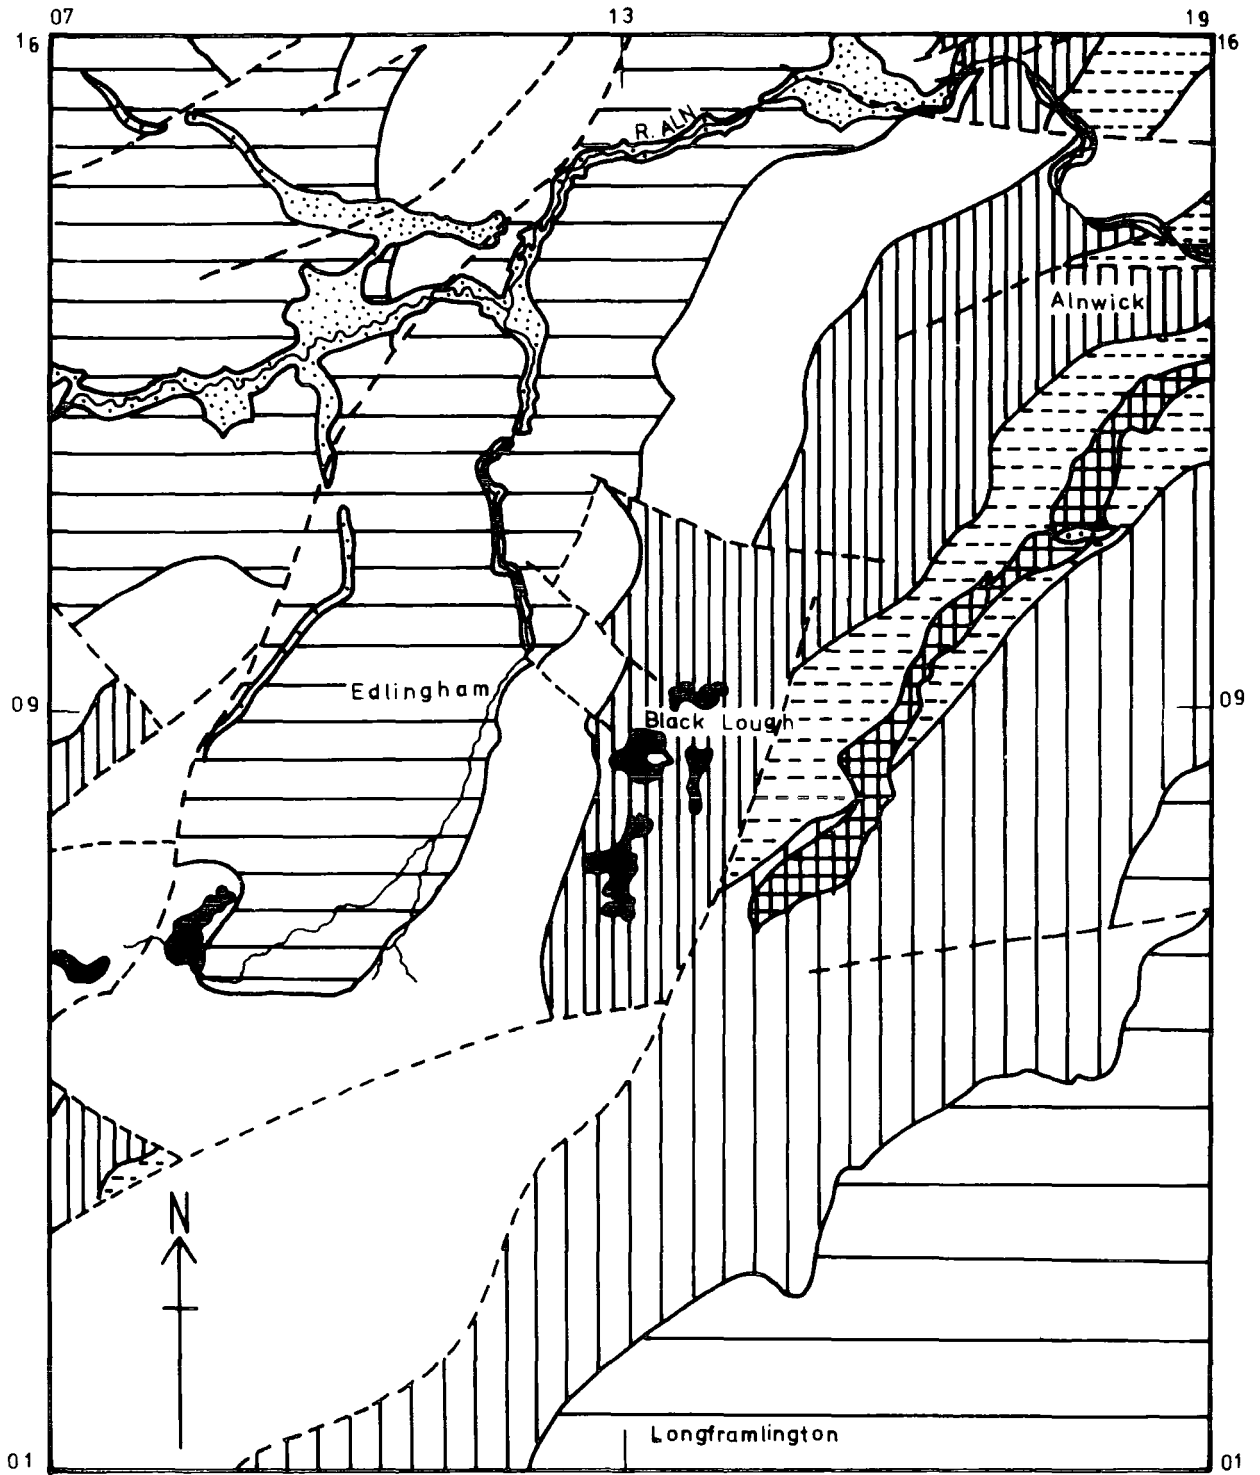 07 13 19
16 16
R. ALN
Alnwick
Edlingham
09 09
Black Lough
N
Longframlington
01 01